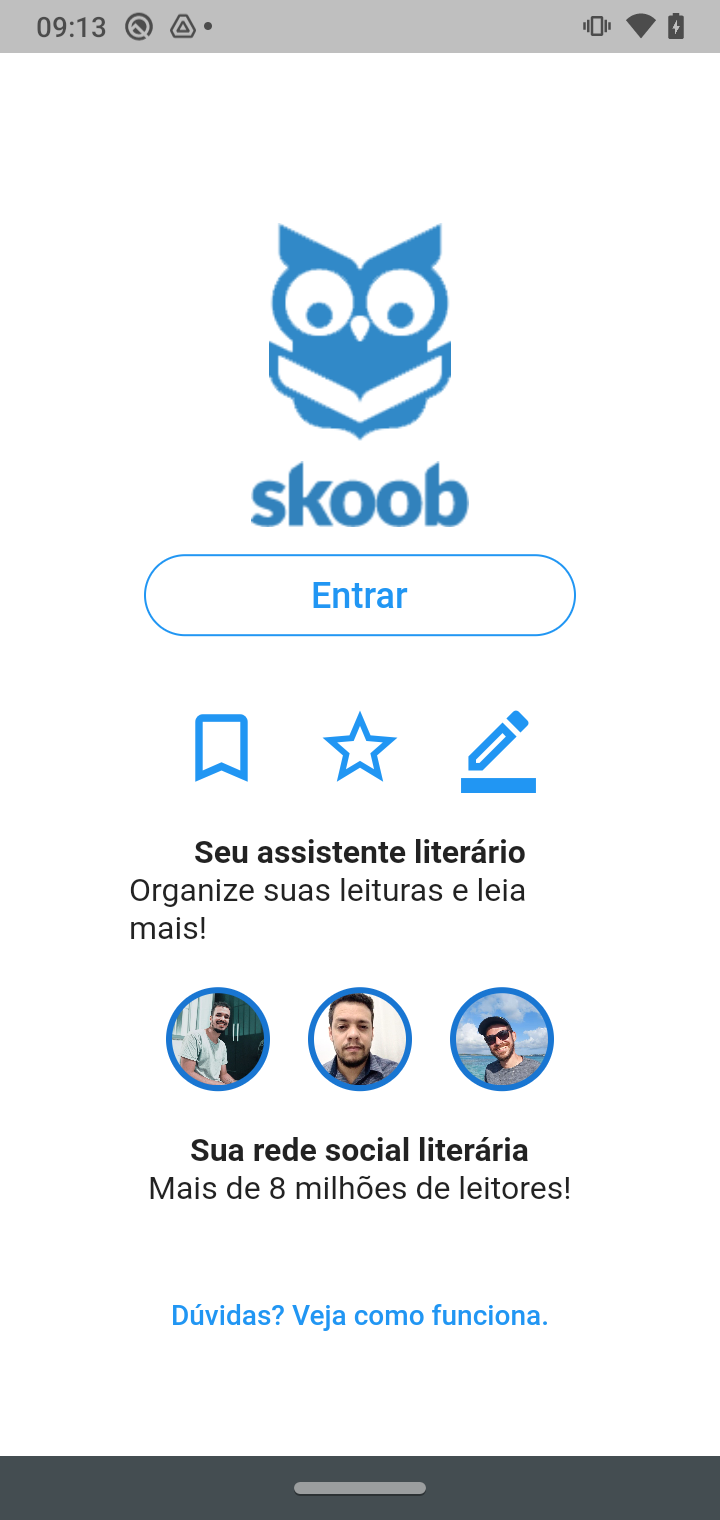 09:13
skoob
Entrar
Seu assistente literário
Organize suas leituras e leia
mais!
Sua rede social literária
Mais de 8 milhões de leitores!
Dúvidas? Veja como funciona.